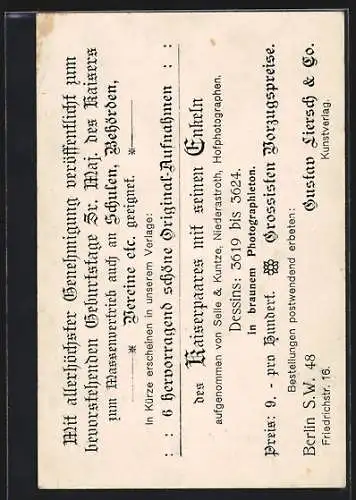 Mit allerhöchster Genehmigung veröffentlicht zum
bevorstehenden Geburtstage Sr. Maj. des Kaisers
zum Massenvertrieb auch an Schulen, Behörden,
Vereine etc. geeignet.
In Kürze erscheinen in unserem Verlage:
: : 6 hervorragend schöne Original-Aufnahmen : :
des Kaiserpaares mit seinen Enkeln
aufgenommen von Selle & Kuntze, Niederastroth, Hofphotographen.
Dessins: 3619 bis 3624.
in braunem Photographieton.
Preis: 9.- pro Hundert. Grossisten Vorzugspreise.
Bestellungen postwendend erbeten:
Berlin S.W. 48 Gustav Liersch & Co.
Friedrichstr. 16. Kunstverlag.